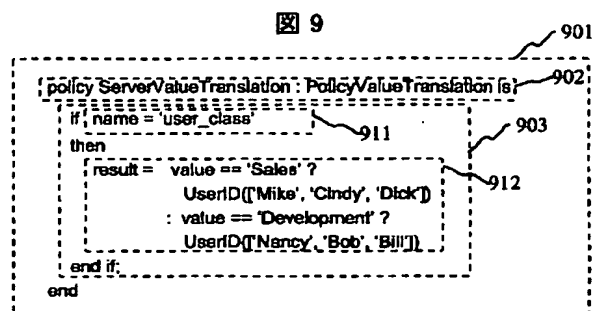 図 9
901
policy ServerValueTranslation : PolicyValueTranslation is
902
if name = 'user_class'
911
903
then
result = value == 'Sales' ?
912
UserID(['Mike', 'Cindy', 'Dick'])
: value == 'Development' ?
UserID(['Nancy', 'Bob', 'Bill'])
end if;
end